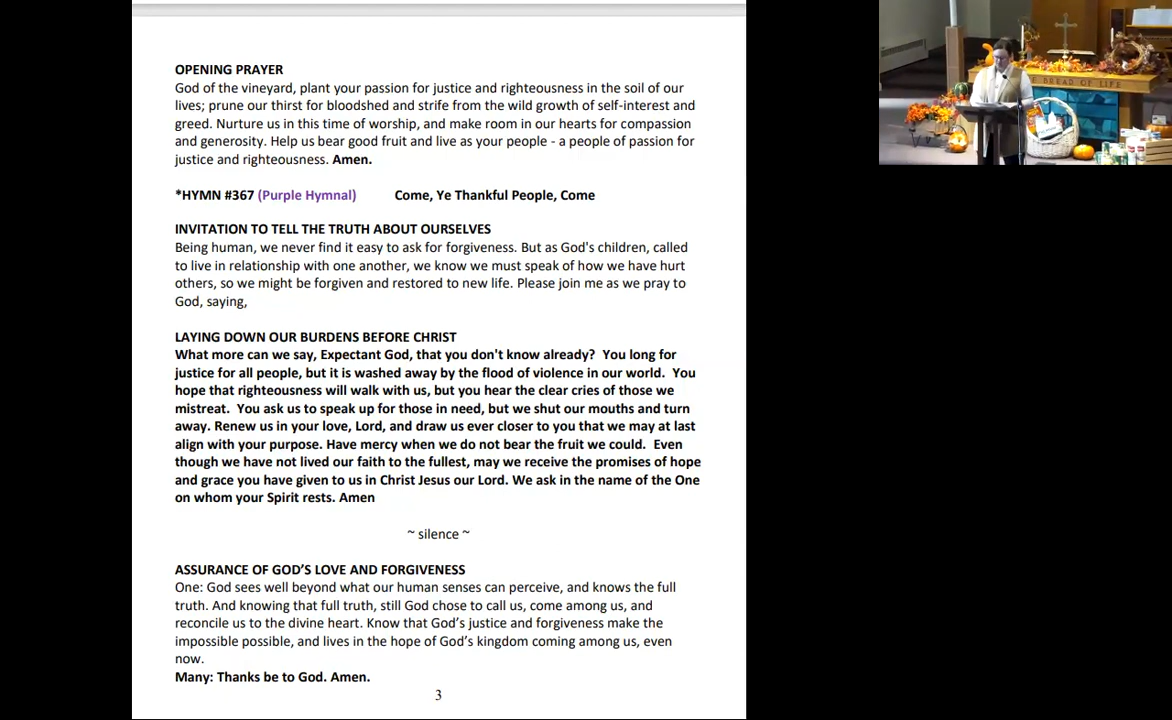 OPENING PRAYER
God of the vineyard, plant your passion for justice and righteousness in the soil of our
lives; prune our thirst for bloodshed and strife from the wild growth of self-interest and
greed. Nurture us in this time of worship, and make room in our hearts for compassion
and generosity. Help us bear good fruit and live as your people - a people of passion for
justice and righteousness. Amen.
*HYMN #367 (Purple Hymnal) Come, Ye Thankful People, Come
INVITATION TO TELL THE TRUTH ABOUT OURSELVES
Being human, we never find it easy to ask for forgiveness. But as God's children, called
to live in relationship with one another, we know we must speak of how we have hurt
others, so we might be forgiven and restored to new life. Please join me as we pray to
God, saying,
LAYING DOWN OUR BURDENS BEFORE CHRIST
What more can we say, Expectant God, that you don't know already? You long for
justice for all people, but it is washed away by the flood of violence in our world. You
hope that righteousness will walk with us, but you hear the clear cries of those we
mistreat. You ask us to speak up for those in need, but we shut our mouths and turn
away. Renew us in your love, Lord, and draw us ever closer to you that we may at last
align with your purpose. Have mercy when we do not bear the fruit we could. Even
though we have not lived our faith to the fullest, may we receive the promises of hope
and grace you have given to us in Christ Jesus our Lord. We ask in the name of the One
on whom your Spirit rests. Amen
~ silence ~
ASSURANCE OF GOD’S LOVE AND FORGIVENESS
One: God sees well beyond what our human senses can perceive, and knows the full
truth. And knowing that full truth, still God chose to call us, come among us, and
reconcile us to the divine heart. Know that God’s justice and forgiveness make the
impossible possible, and lives in the hope of God’s kingdom coming among us, even
now.
Many: Thanks be to God. Amen.
3
BREAD OF LIFE